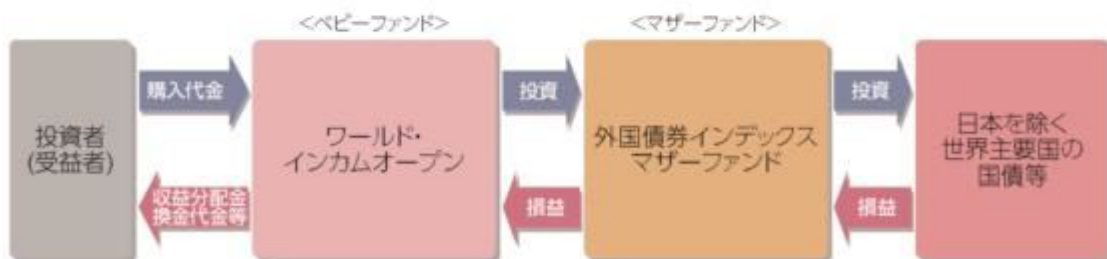 <ベビーファンド>
<マザーファンド>
投資者
(受益者)
購入代金
収益分配金
換金代金等
ワールド・
インカムオープン
投資
損益
外国債券インデックス
マザーファンド
投資
損益
日本を除く
世界主要国の
国債等